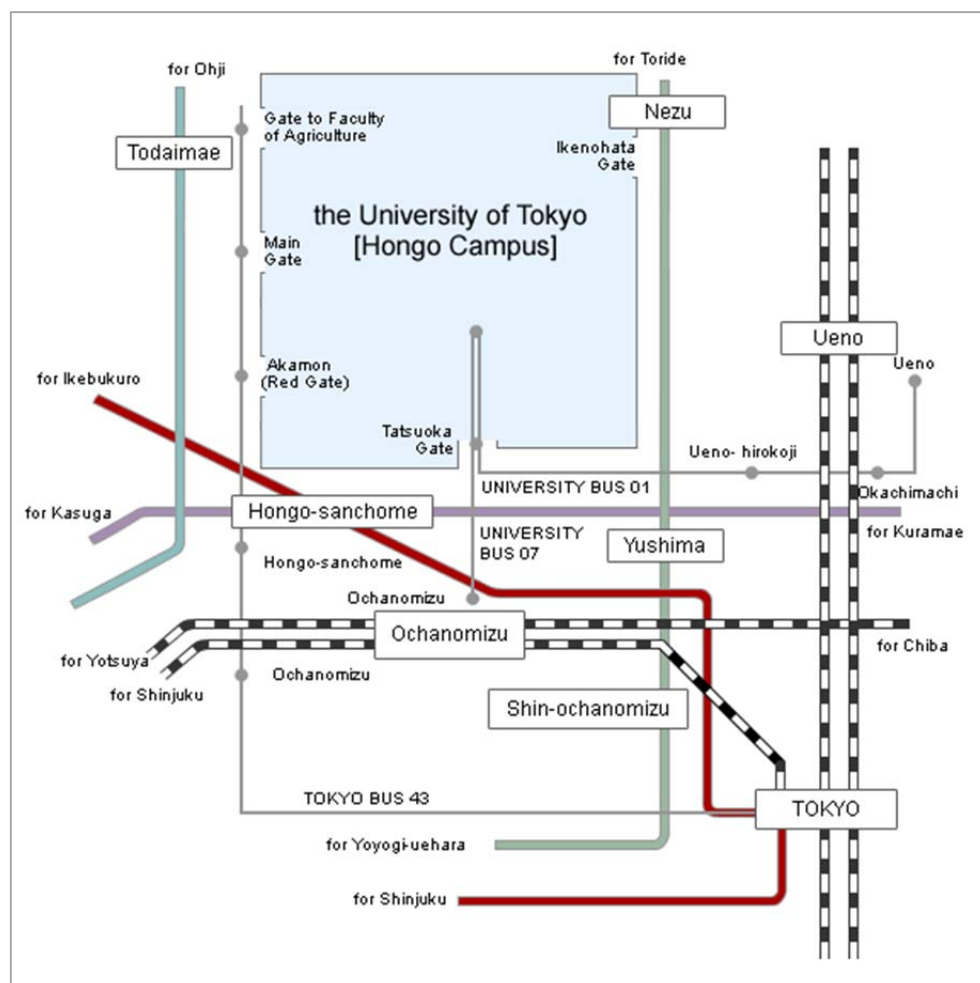 for Ohji
for Toride
Gate to Faculty
of Agriculture
Nezu
Todaimae
Ikenohata
Gate
the University of Tokyo
[Hongo Campus]
Main
Gate
Ueno
Ueno
for Ikebukuro
Akamon
(Red Gate)
Tatsuoka
Gate
Ueno- hirokoji
UNIVERSITY BUS 01
Okachimachi
for Kasuga
Hongo-sanchome
for Kuramae
UNIVERSITY
BUS 07
Yushima
Hongo-sanchome
Ochanomizu
Ochanomizu
for Chiba
for Yotsuya
Ochanomizu
for Shinjuku
Shin-ochanomizu
TOKYO BUS 43
TOKYO
for Yoyogi-uehara
for Shinjuku